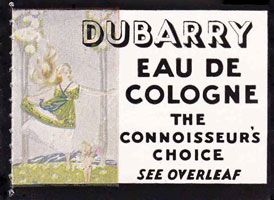 DUBARRY
EAU DE
COLOGNE
THE
CONNOISSEUR'S
CHOICE
SEE OVERLEAF